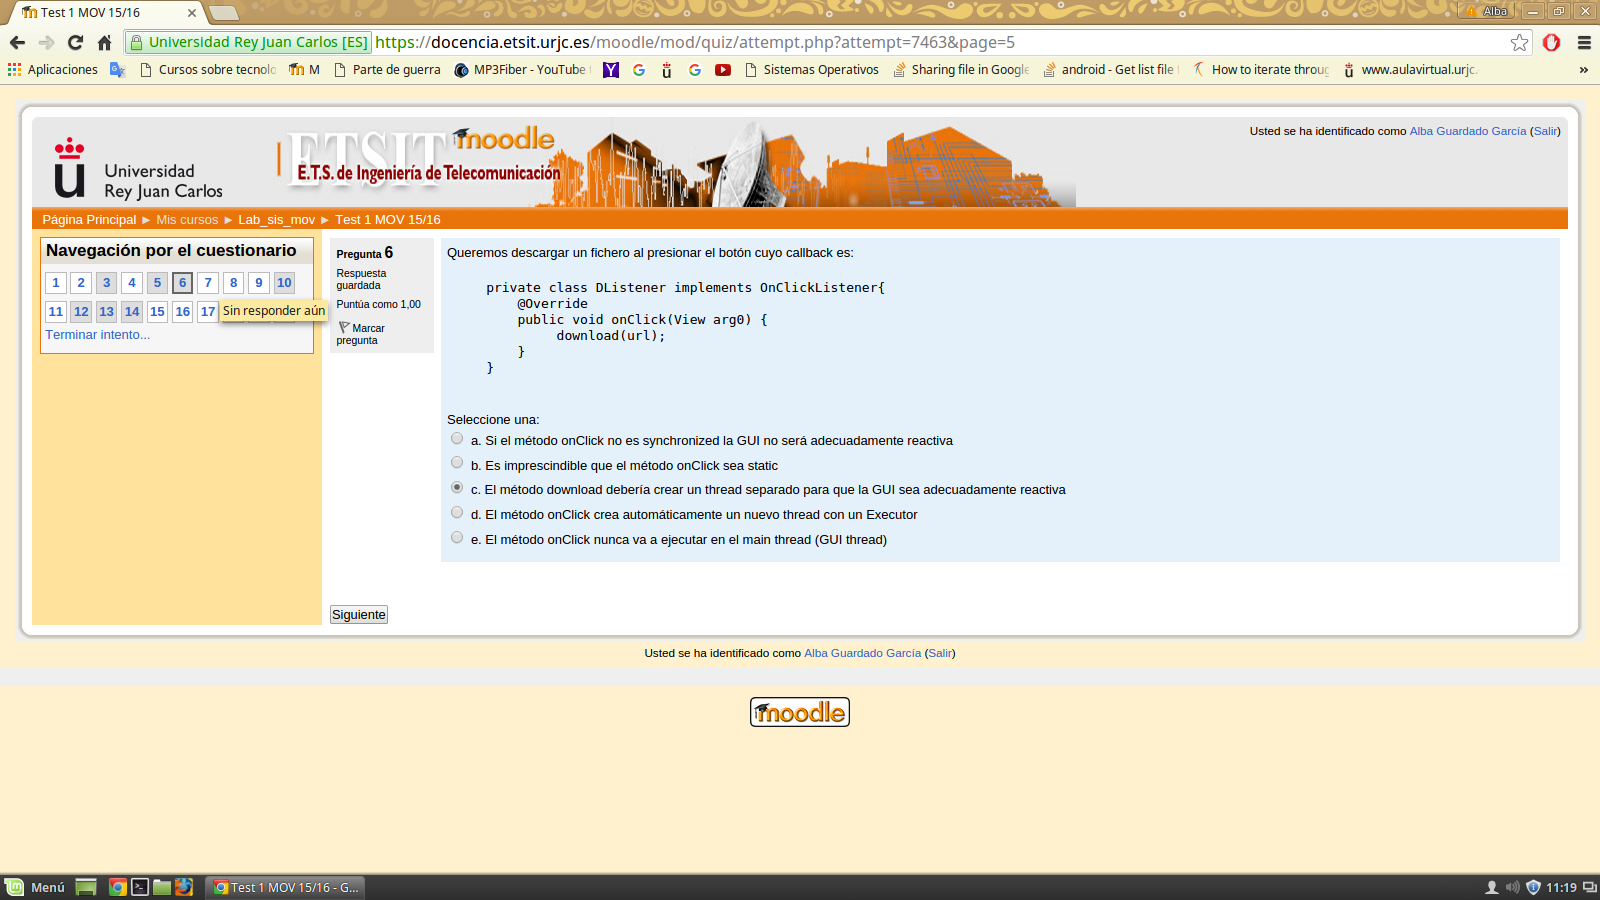 Test 1 MOV 15/16
Alba
Universidad Rey Juan Carlos [ES] https://docencia.etsit.urjc.es/moodle/mod/quiz/attempt.php?attempt=7463&page=5
Aplicaciones
Cursos sobre tecnolo
M
Parte de guerra
MP3Fiber - YouTube
Sistemas Operativos
Sharing file in Google
android - Get list file
How to iterate throug
www.aulavirtual.urjc.
»
Universidad
Rey Juan Carlos
ETSIT moodle
E.T.S. de Ingeniería de Telecomunicación
Usted se ha identificado como Alba Guardado García (Salir)
Página Principal ► Mis cursos ► Lab_sis_mov ► Test 1 MOV 15/16
Navegación por el cuestionario
1 2 3 4 5 6 7 8 9 10
11 12 13 14 15 16 17
Sin responder aún
Terminar intento...
Pregunta 6
Respuesta
guardada
Puntúa como 1,00
Marcar
pregunta
Queremos descargar un fichero al presionar el botón cuyo callback es:
private class DListener implements OnClickListener{
@Override
public void onClick(View arg0) {
download(url);
}
}
Seleccione una:
a. Si el método onClick no es synchronized la GUI no será adecuadamente reactiva
b. Es imprescindible que el método onClick sea static
c. El método download debería crear un thread separado para que la GUI sea adecuadamente reactiva
d. El método onClick crea automáticamente un nuevo thread con un Executor
e. El método onClick nunca va a ejecutar en el main thread (GUI thread)
Siguiente
Usted se ha identificado como Alba Guardado García (Salir)
moodle
Menú
Test 1 MOV 15/16 - G...
11:19